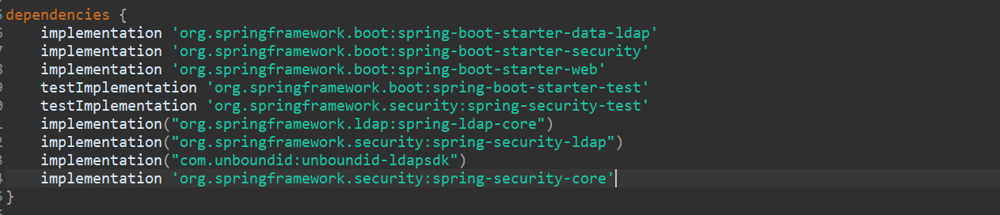 dependencies {
    implementation 'org.springframework.boot:spring-boot-starter-data-ldap'
    implementation 'org.springframework.boot:spring-boot-starter-security'
    implementation 'org.springframework.boot:spring-boot-starter-web'
    testImplementation 'org.springframework.boot:spring-boot-starter-test'
    testImplementation 'org.springframework.security:spring-security-test'
    implementation("org.springframework.ldap:spring-ldap-core")
    implementation("org.springframework.security:spring-security-ldap")
    implementation("com.unboundid:unboundid-ldapsdk")
    implementation 'org.springframework.security:spring-security-core'
}